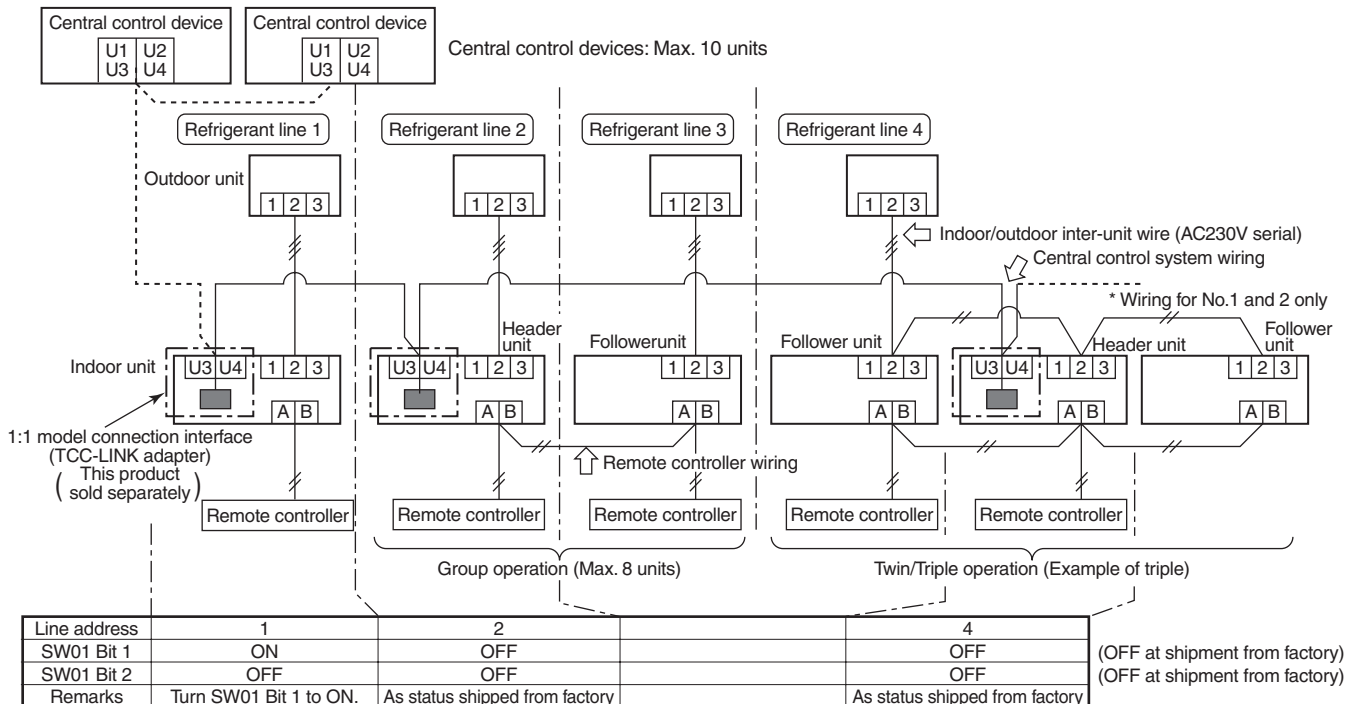 Central control device
U1 U2
U3 U4
Central control device
U1 U2
U3 U4
Central control devices: Max. 10 units
Refrigerant line 1
Refrigerant line 2
Refrigerant line 3
Refrigerant line 4
Outdoor unit
1 2 3
1 2 3
1 2 3
1 2 3
Indoor/outdoor inter-unit wire (AC230V serial)
Central control system wiring
* Wiring for No.1 and 2 only
Indoor unit
U3 U4
1 2 3
A B
Header
unit
U3 U4
1 2 3
A B
Followerunit
1 2 3
A B
Follower unit
1 2 3
A B
Header unit
U3 U4
1 2 3
A B
Follower
unit
1 2 3
A B
1:1 model connection interface
(TCC-LINK adapter)
( This product
sold separately )
Remote controller wiring
Remote controller
Remote controller
Remote controller
Remote controller
Remote controller
Group operation (Max. 8 units)
Twin/Triple operation (Example of triple)
Line address 1 2 4
SW01 Bit 1 ON OFF OFF (OFF at shipment from factory)
SW01 Bit 2 OFF OFF OFF (OFF at shipment from factory)
Remarks Turn SW01 Bit 1 to ON. As status shipped from factory As status shipped from factory